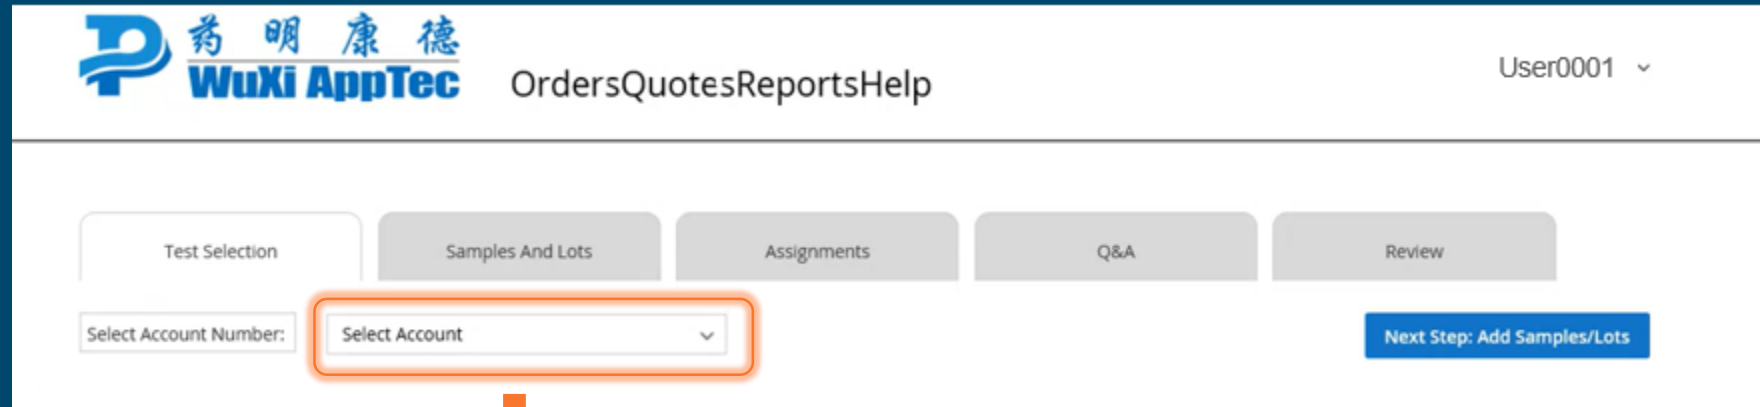 药明康德
WuXi AppTec
OrdersQuotesReportsHelp
User0001
Test Selection
Samples And Lots
Assignments
Q&A
Review
Select Account Number:
Select Account
Next Step: Add Samples/Lots